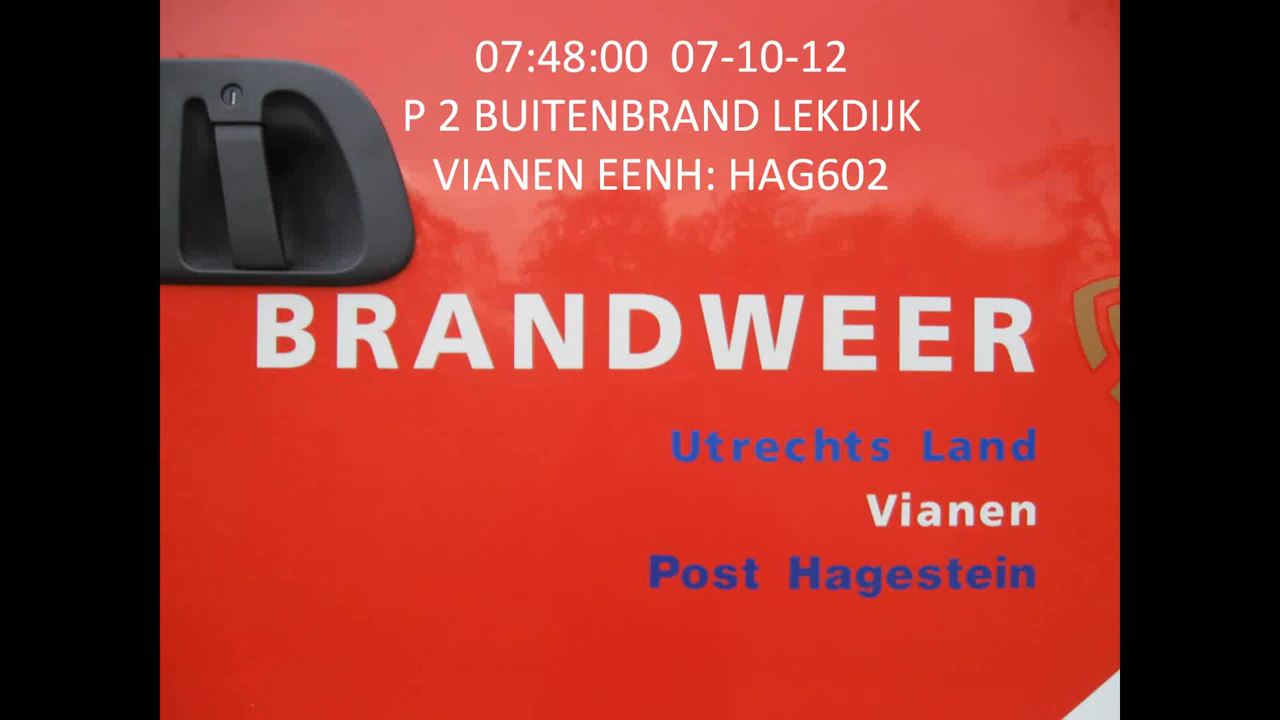 07:48:00 07-10-12
P 2 BUITENBRAND LEKDIJK
VIANEN EENH: HAG602
BRANDWEER
Utrechts Land
Vianen
Post Hagestein